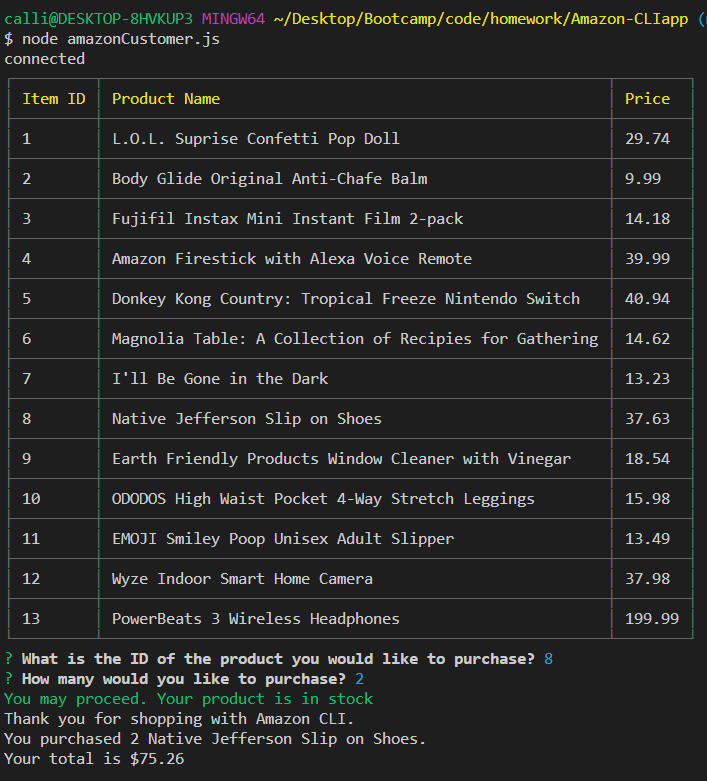 calli@DESKTOP-8HVKUP3 MINGW64 ~/Desktop/Bootcamp/code/homework/Amazon-CLIapp (
$ node amazonCustomer.js
connected
Item ID Product Name Price
1 L.O.L. Suprise Confetti Pop Doll 29.74
2 Body Glide Original Anti-Chafe Balm 9.99
3 Fujifil Instax Mini Instant Film 2-pack 14.18
4 Amazon Firestick with Alexa Voice Remote 39.99
5 Donkey Kong Country: Tropical Freeze Nintendo Switch 40.94
6 Magnolia Table: A Collection of Recipies for Gathering 14.62
7 I'll Be Gone in the Dark 13.23
8 Native Jefferson Slip on Shoes 37.63
9 Earth Friendly Products Window Cleaner with Vinegar 18.54
10 ODODOS High Waist Pocket 4-Way Stretch Leggings 15.98
11 EMOJI Smiley Poop Unisex Adult Slipper 13.49
12 Wyze Indoor Smart Home Camera 37.98
13 PowerBeats 3 Wireless Headphones 199.99
? What is the ID of the product you would like to purchase? 8
? How many would you like to purchase? 2
You may proceed. Your product is in stock
Thank you for shopping with Amazon CLI.
You purchased 2 Native Jefferson Slip on Shoes.
Your total is $75.26